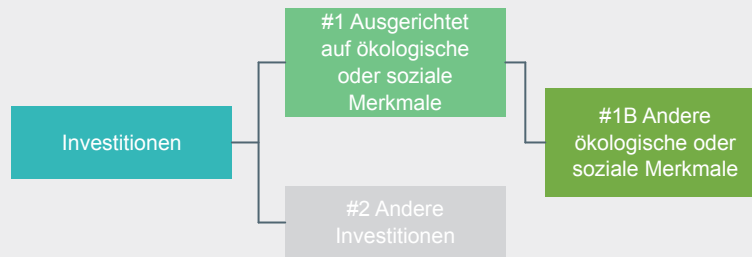 #1 Ausgerichtet
auf ökologische
oder soziale
Merkmale
Investitionen
#1B Andere
ökologische oder
soziale Merkmale
#2 Andere
Investitionen